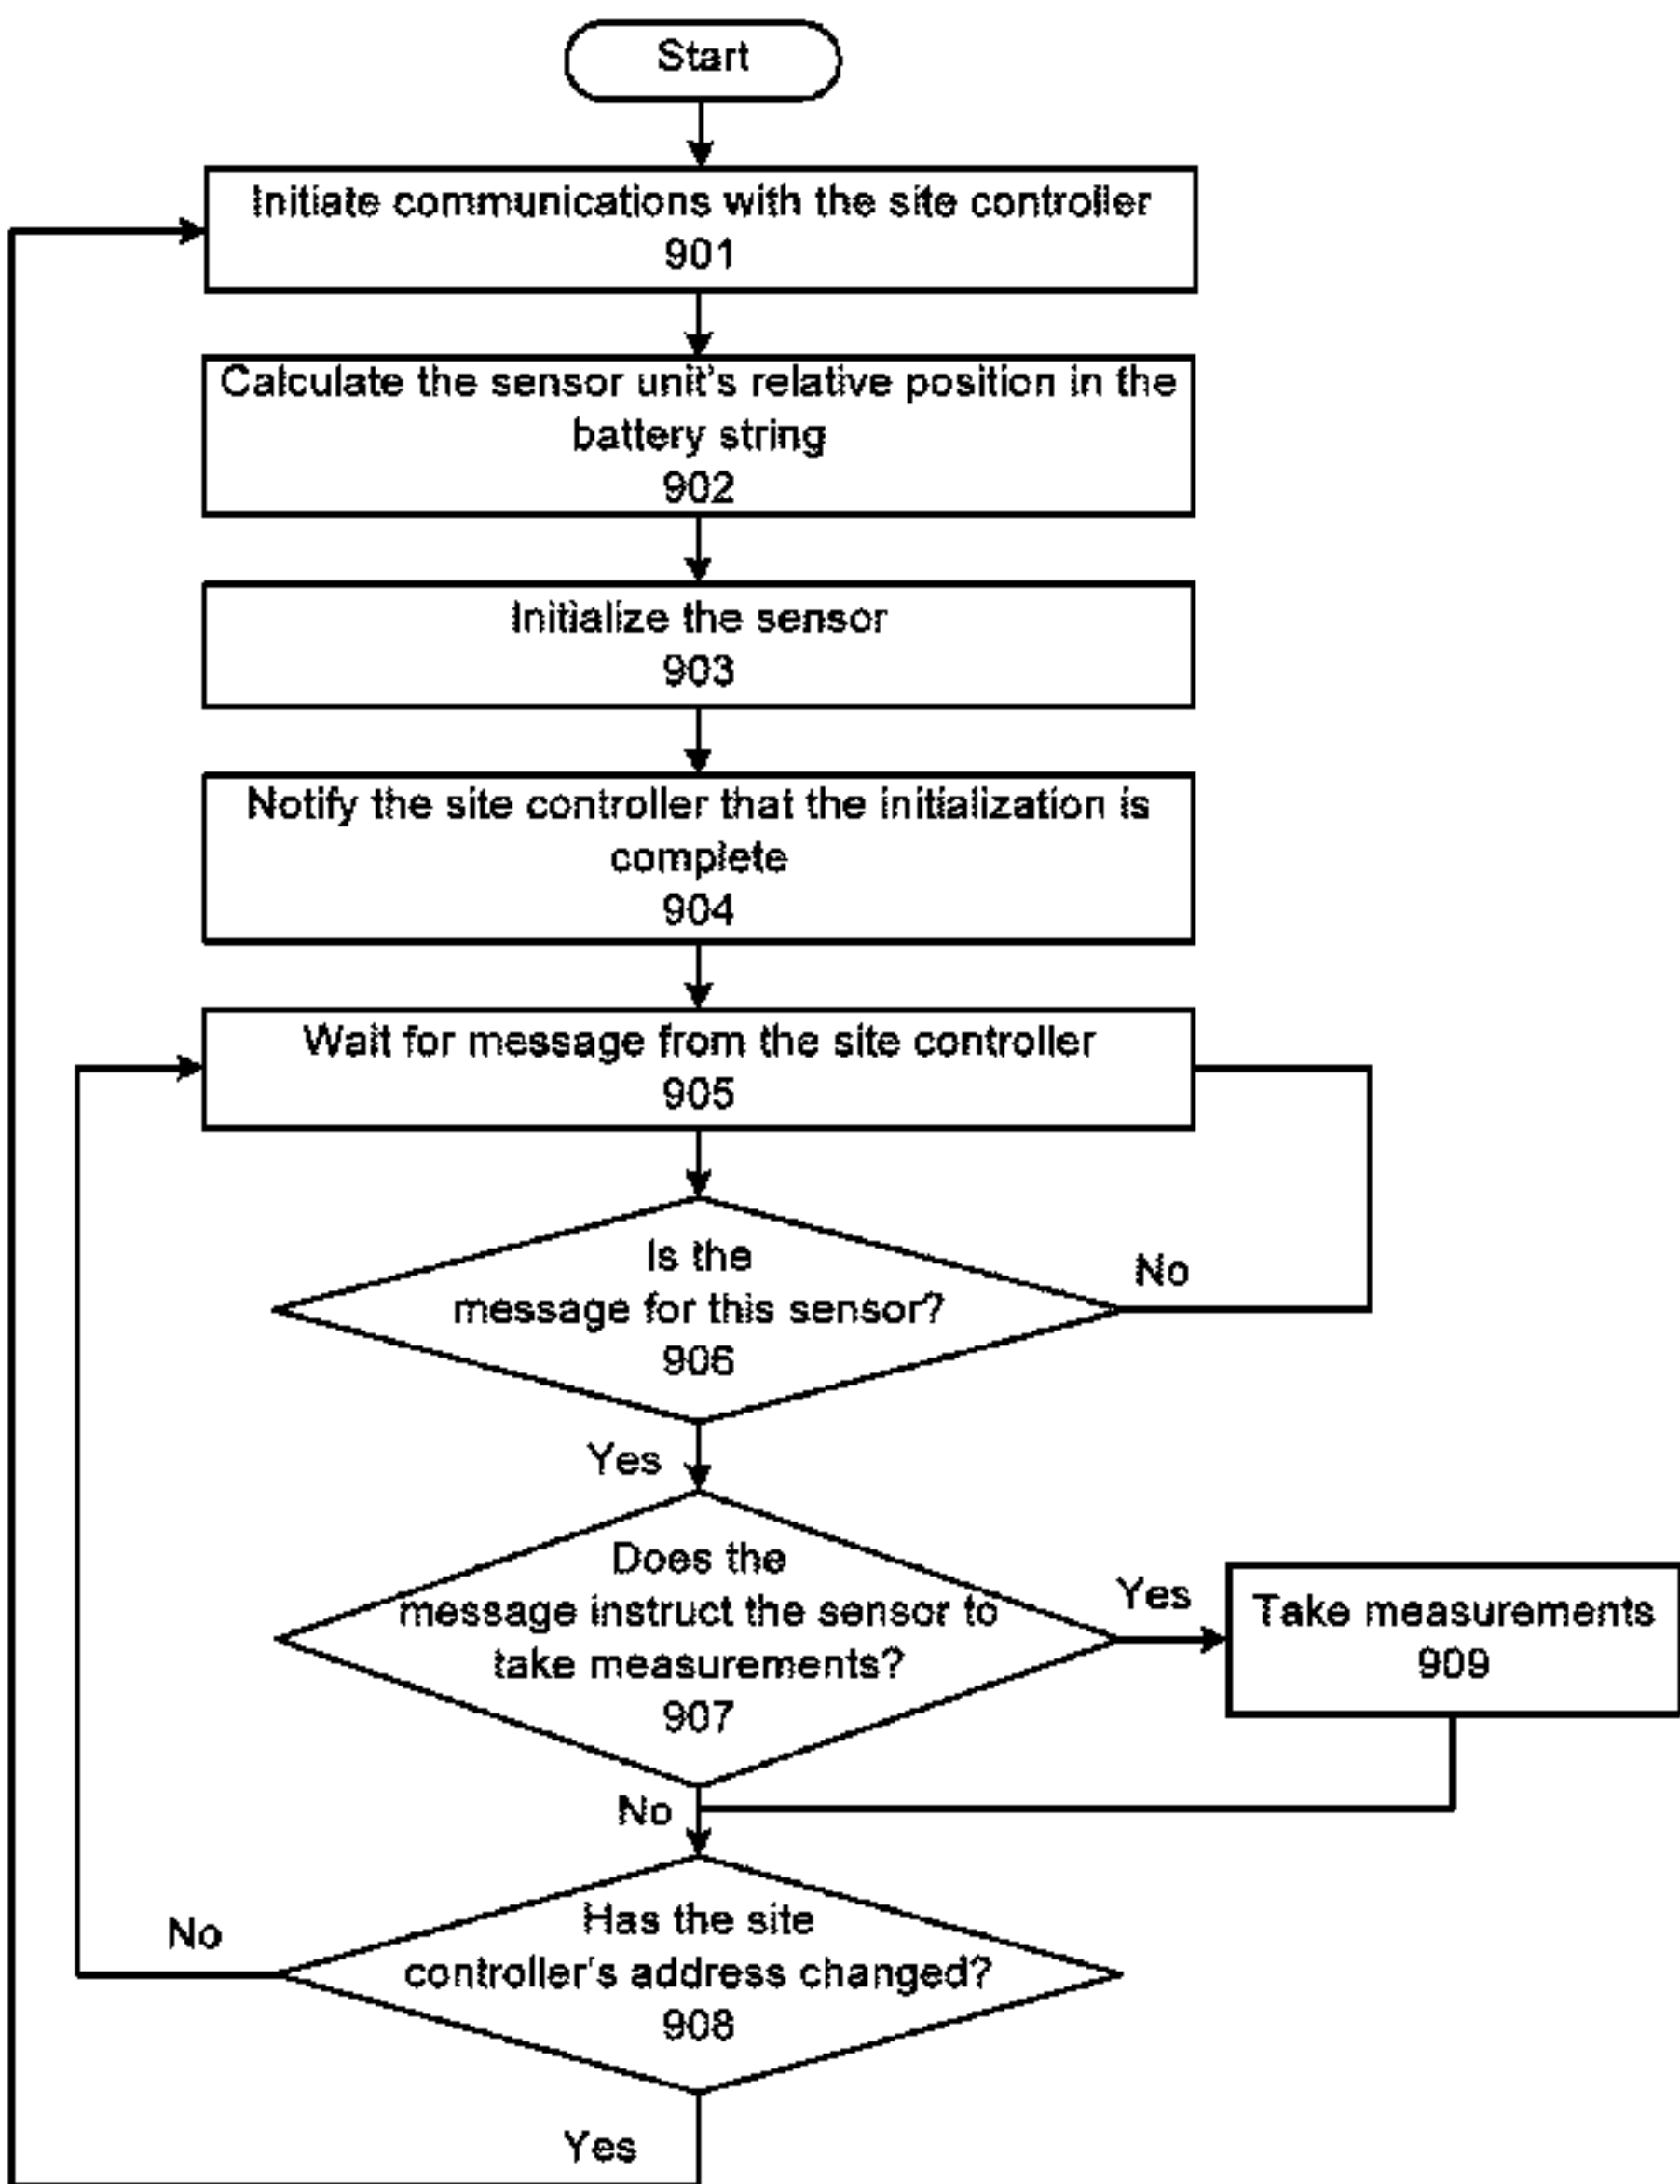 Start
Initiate communications with the site controller
901
Calculate the sensor unit's relative position in the
battery string
902
Initialize the sensor
903
Notify the site controller that the initialization is
complete
904
Wait for message from the site controller
905
Is the
message for this sensor?
906
No
Yes
Does the
message instruct the sensor to
take measurements?
907
Yes
Take measurements
909
No
Has the site
controller's address changed?
908
No
Yes